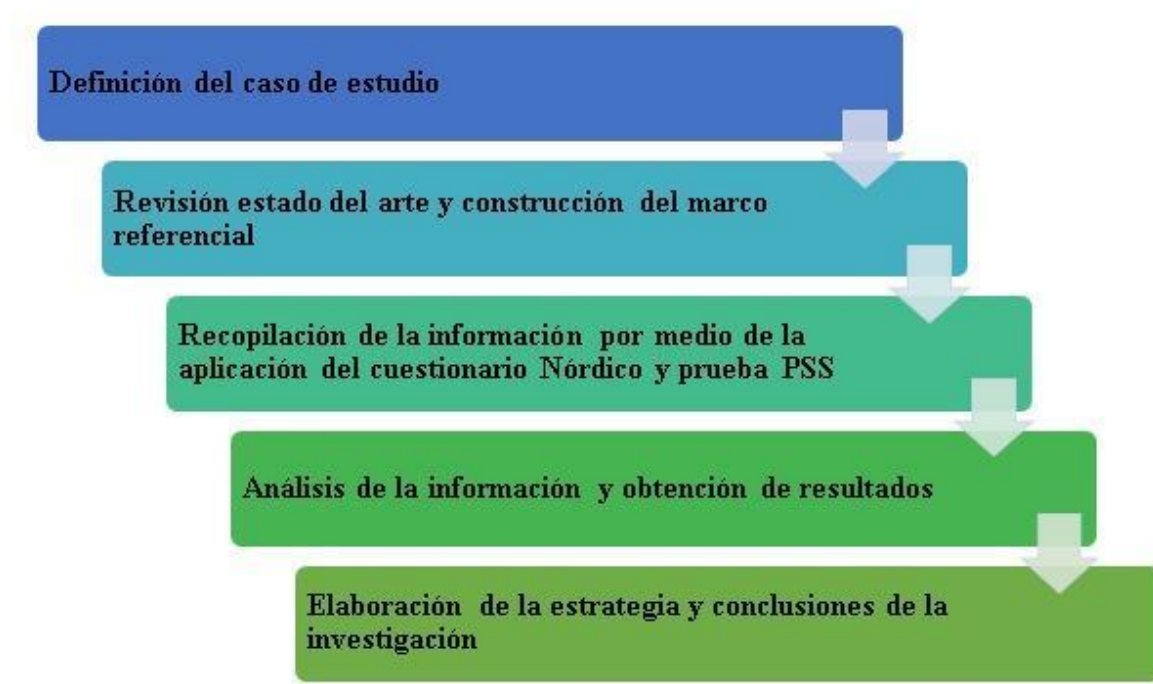 Definición del caso de estudio
Revisión estado del arte y construcción del marco
referencial
Recopilación de la información por medio de la
aplicación del cuestionario Nórdico y prueba PSS
Análisis de la información y obtención de resultados
Elaboración de la estrategia y conclusiones de la
investigación